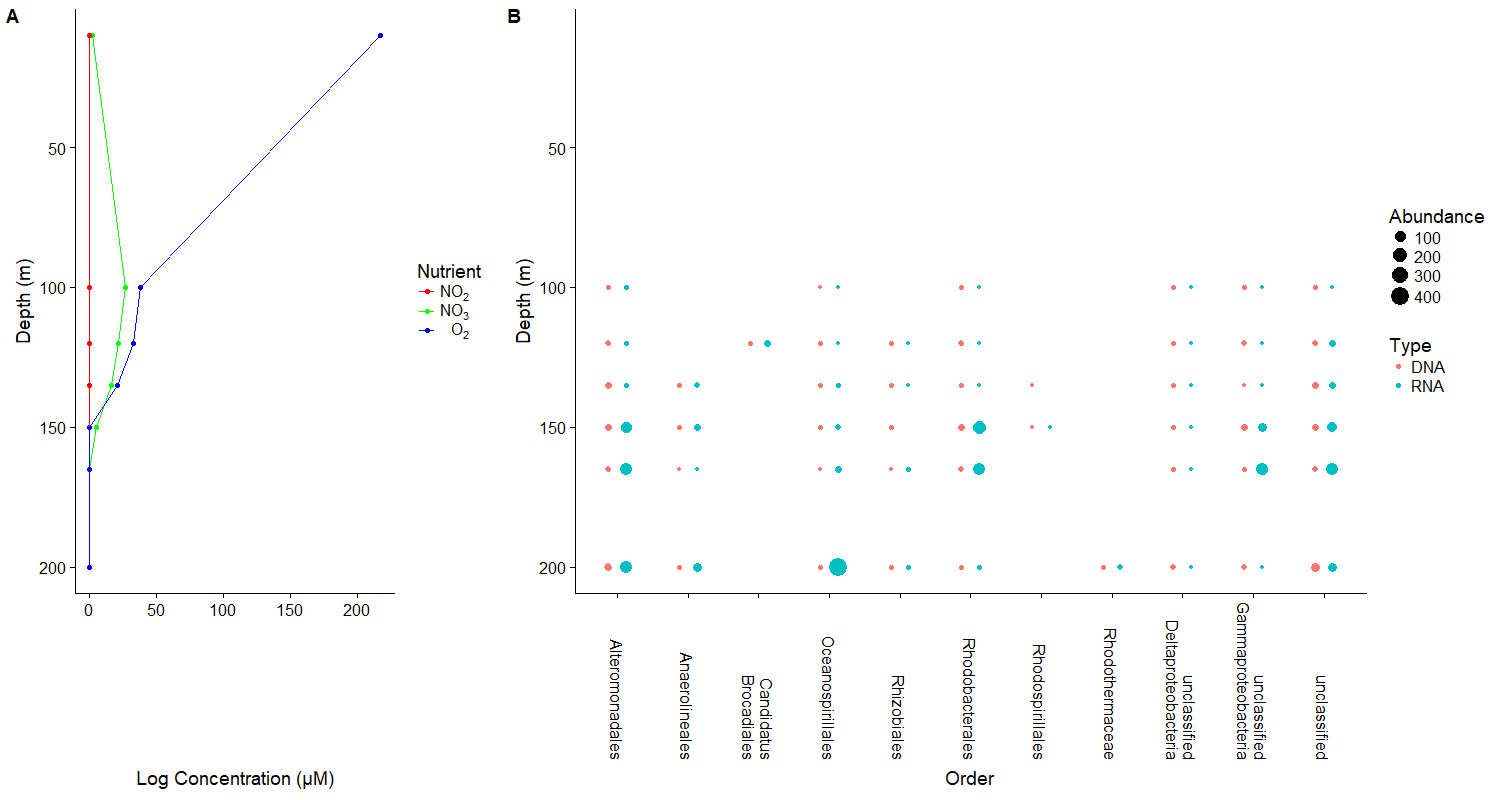 A
50
100
150
200
Depth (m)
0
50
100
150
200
Log Concentration (µM)
Nutrient
NO2
NO3
O2
B
50
100
150
200
Depth (m)
Alteromonadales
Anaerolineales
Candidatus
Brocadiales
Oceanospirillales
Rhizobiales
Rhodobacterales
Rhodospirillales
Rhodothermaceae
unclassified
Deltaproteobacteria
unclassified
Gammaproteobacteria
unclassified
Order
Abundance
100
200
300
400
Type
DNA
RNA